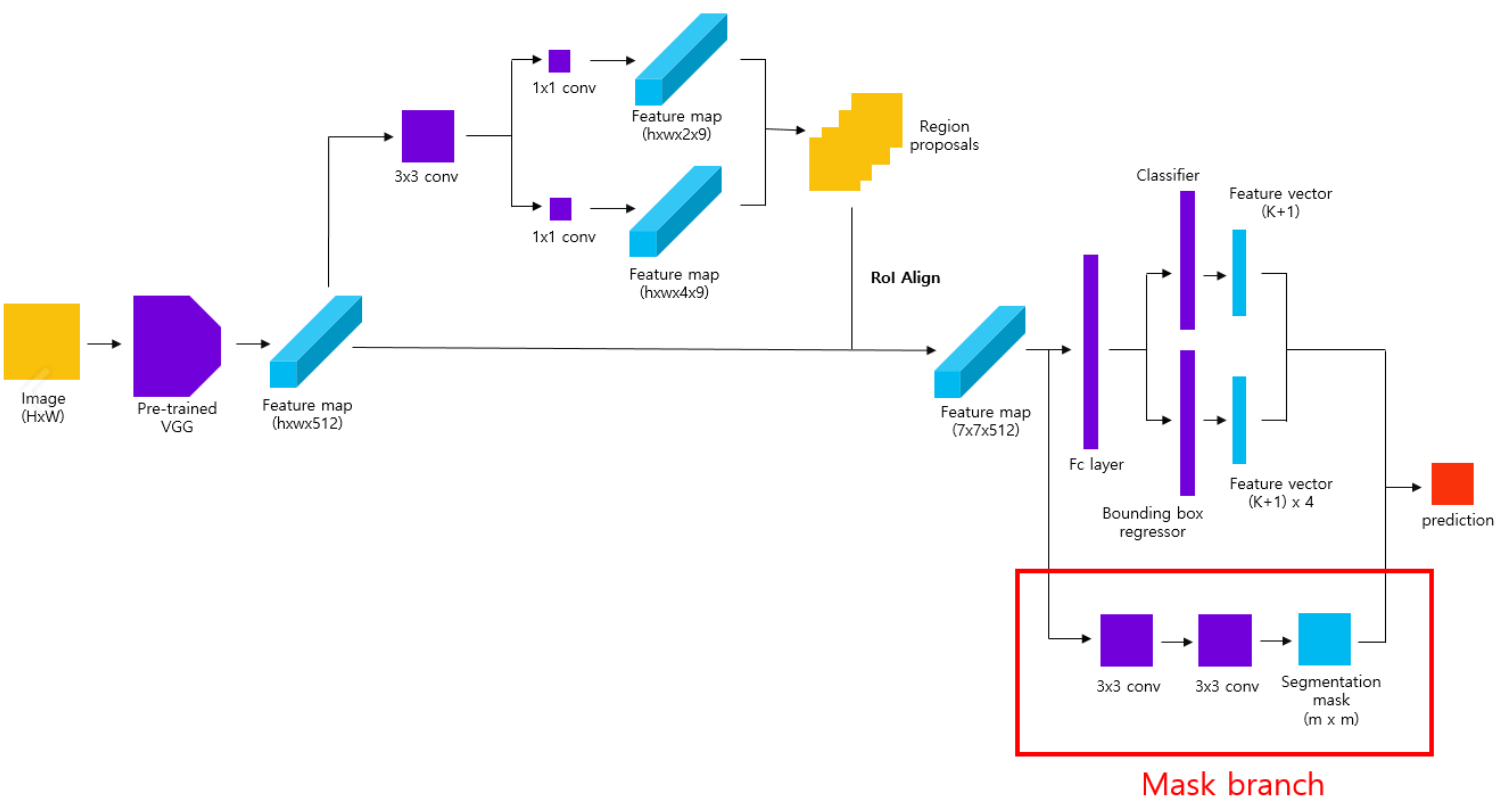 1x1 conv
Feature map
(hxwx2x9)
3x3 conv
Region
proposals
1x1 conv
Feature map
(hxwx4x9)
RoI Align
Image
(HxW)
Pre-trained
VGG
Feature map
(hxwx512)
Feature map
(7x7x512)
Fc layer
Classifier
Feature vector
(K+1)
Bounding box
regressor
Feature vector
(K+1) x 4
prediction
3x3 conv
3x3 conv
Segmentation
mask
(m x m)
Mask branch